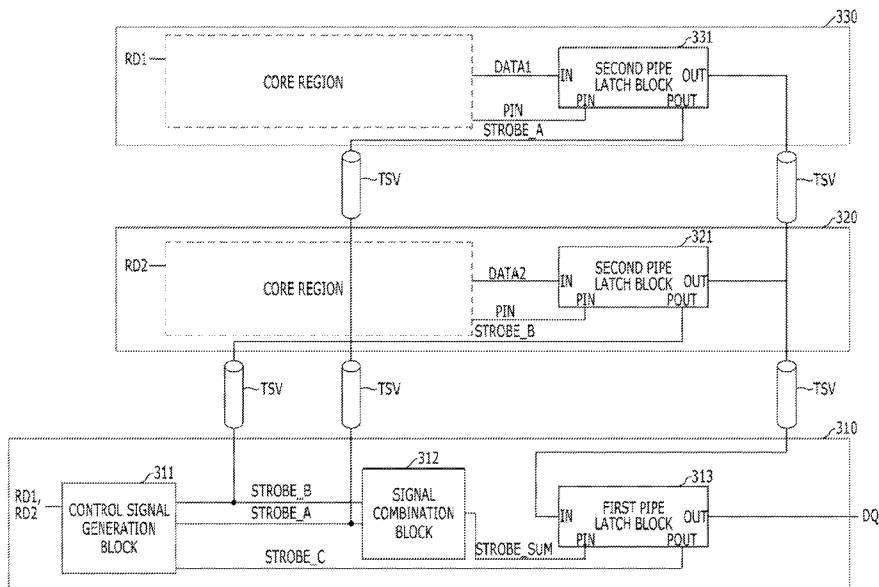 330
RD1
CORE REGION
DATA1
PIN
STROBE_A
331
IN
SECOND PIPE
LATCH BLOCK
OUT
PIN
POUT
TSV
TSV
320
RD2
CORE REGION
DATA2
PIN
STROBE_B
321
IN
SECOND PIPE
LATCH BLOCK
OUT
PIN
POUT
TSV
TSV
TSV
310
RD1,
RD2
311
CONTROL SIGNAL
GENERATION
BLOCK
STROBE_B
STROBE_A
STROBE_C
312
SIGNAL
COMBINATION
BLOCK
STROBE_SUM
313
IN
FIRST PIPE
LATCH BLOCK
OUT
PIN
POUT
DQ